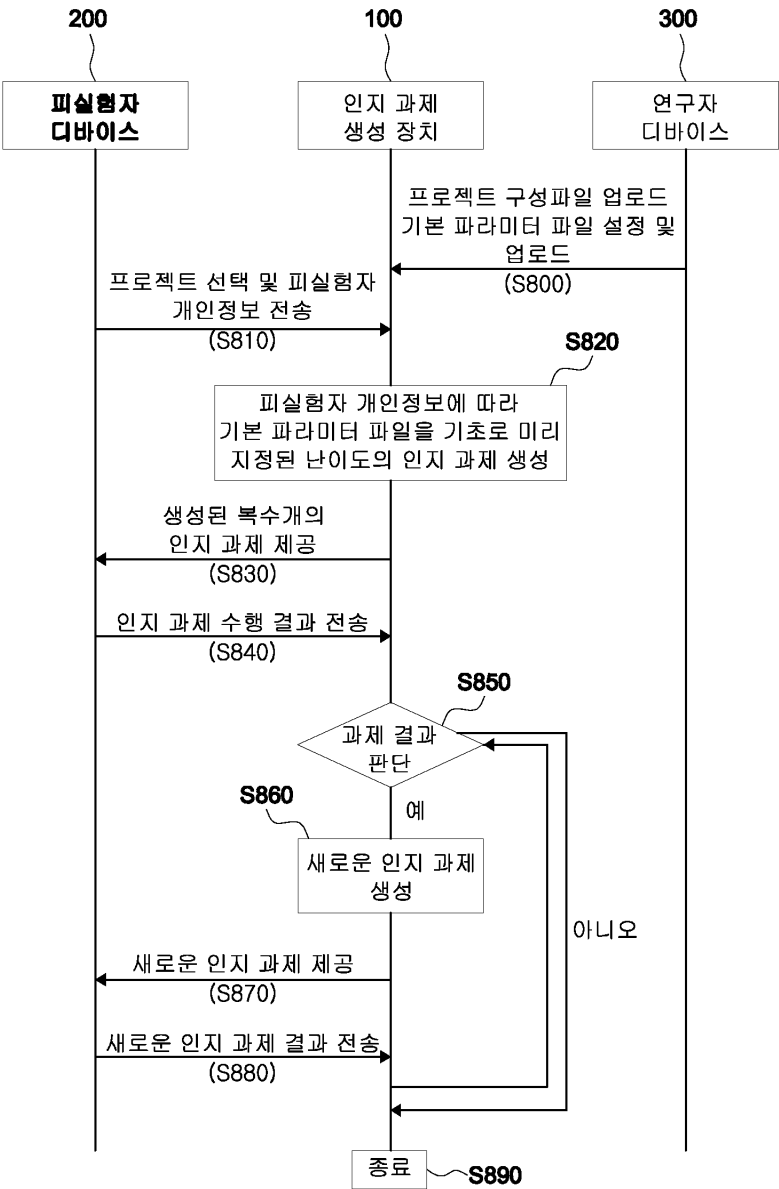 200
100
300
피실험자
디바이스
인지 과제
생성 장치
연구자
디바이스
프로젝트 구성파일 업로드
기본 파라미터 파일 설정 및
업로드
(S800)
프로젝트 선택 및 피실험자
개인정보 전송
(S810)
S820
피실험자 개인정보에 따라
기본 파라미터 파일을 기초로 미리
지정된 난이도의 인지 과제 생성
생성된 복수개의
인지 과제 제공
(S830)
인지 과제 수행 결과 전송
(S840)
S850
과제 결과
판단
예
S860
새로운 인지 과제
생성
아니오
새로운 인지 과제 제공
(S870)
새로운 인지 과제 결과 전송
(S880)
종료
S890